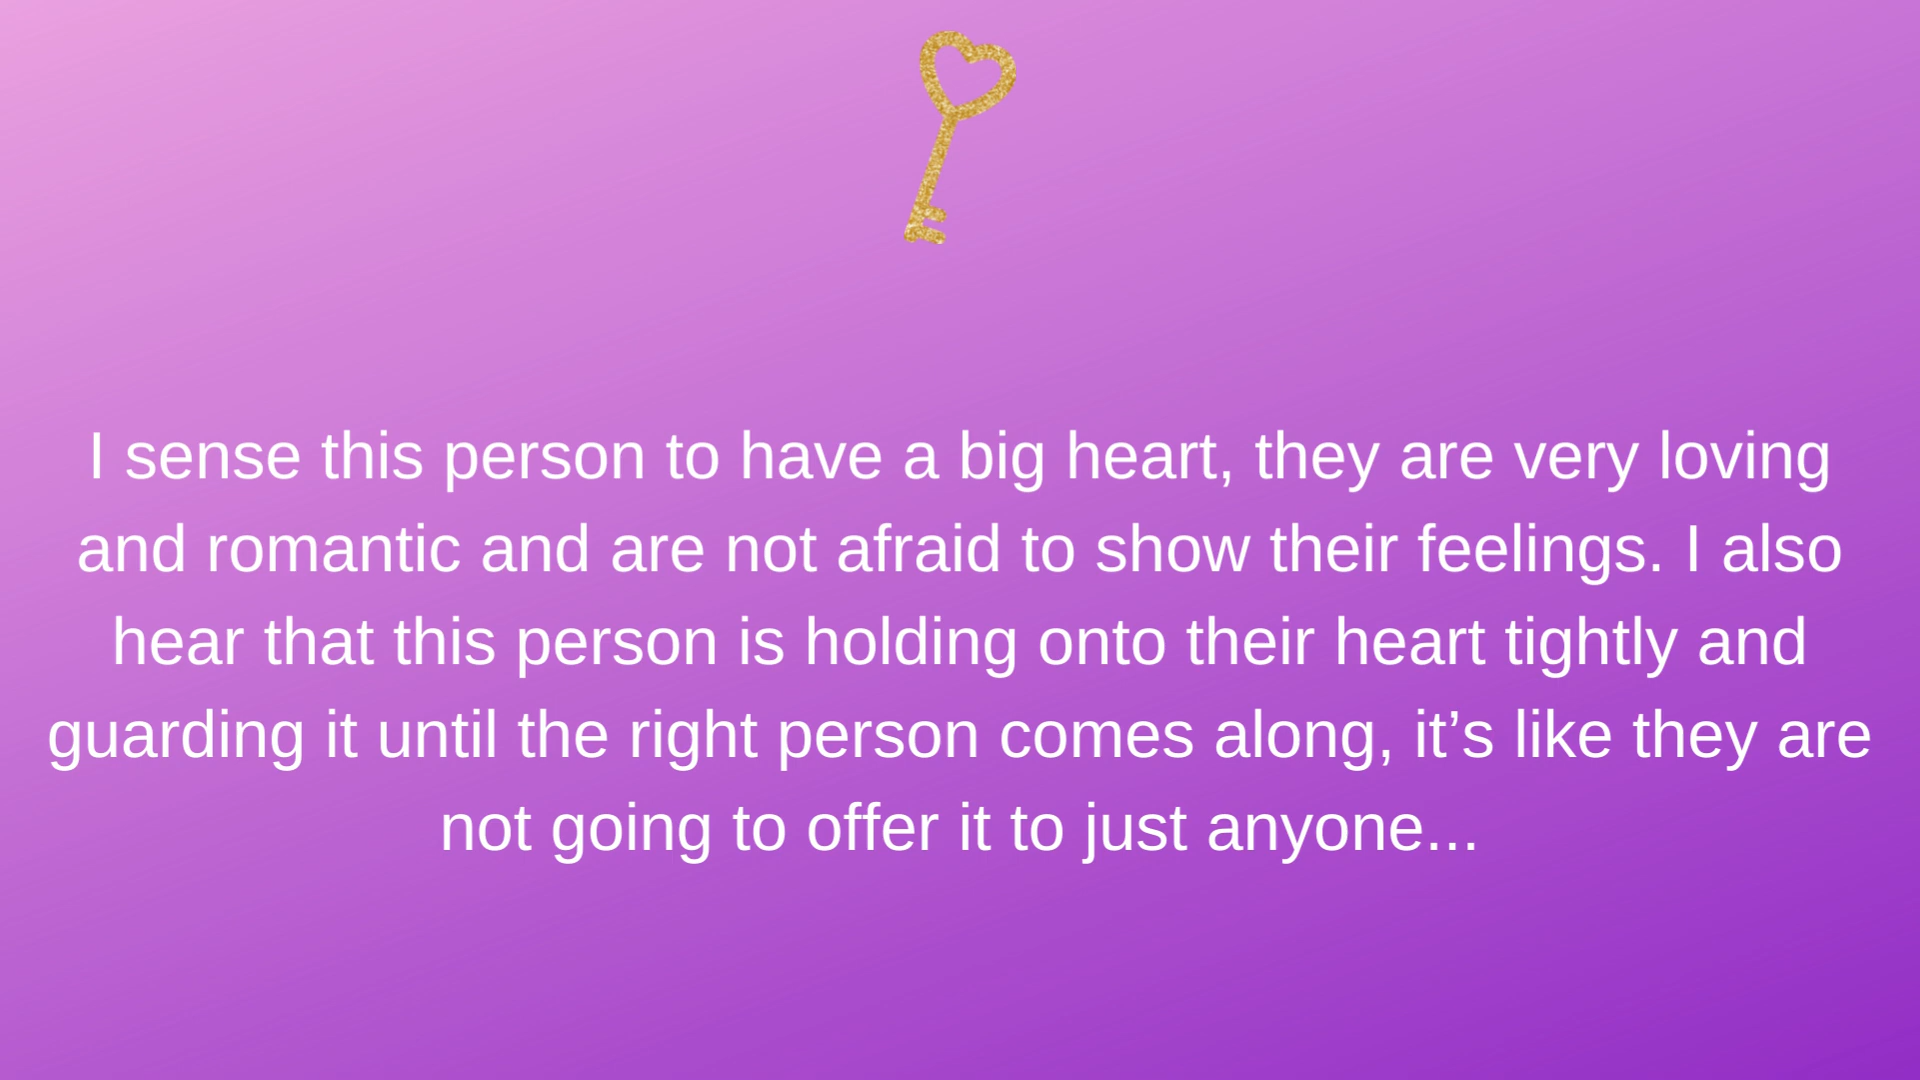 I sense this person to have a big heart, they are very loving
and romantic and are not afraid to show their feelings. I also
hear that this person is holding onto their heart tightly and
guarding it until the right person comes along, it’s like they are
not going to offer it to just anyone...